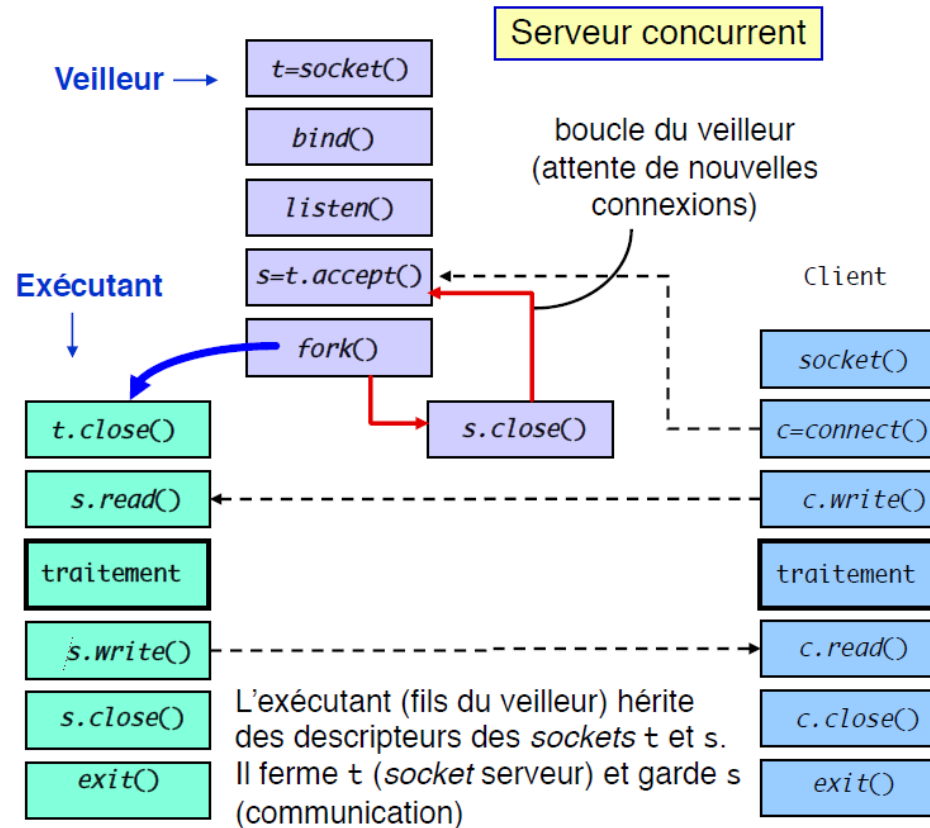 Serveur concurrent
Veilleur
t=socket()
bind()
listen()
s=t.accept()
fork()
boucle du veilleur
(attente de nouvelles
connexions)
s.close()
Exécutant
t.close()
s.read()
traitement
s.write()
s.close()
exit()
Client
socket()
c=connect()
c.write()
traitement
c.read()
c.close()
exit()
L'exécutant (fils du veilleur) hérite
des descripteurs des sockets t et s.
Il ferme t (socket serveur) et garde s
(communication)